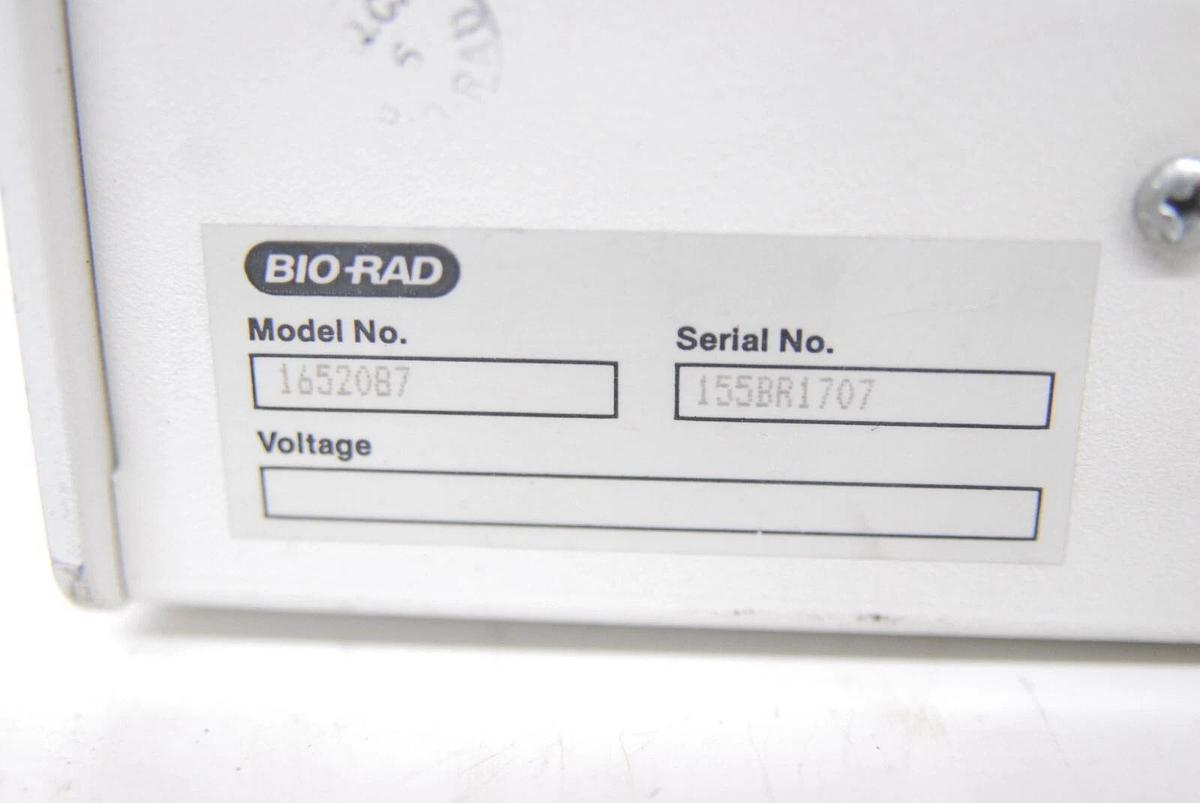 BIO-RAD
Model No.
Serial No.
1652087
155BR1707
Voltage